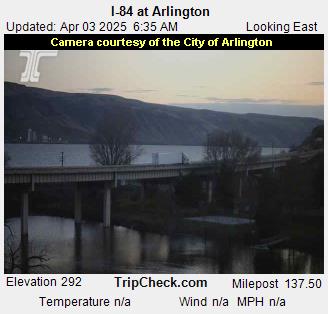 I-84 at Arlington
Updated: Apr 03 2025 6:35 AM Looking East
Camera courtesy of the City of Arlington
Elevation 292 TripCheck.com Milepost 137.50
Temperature n/a Wind n/a MPH n/a